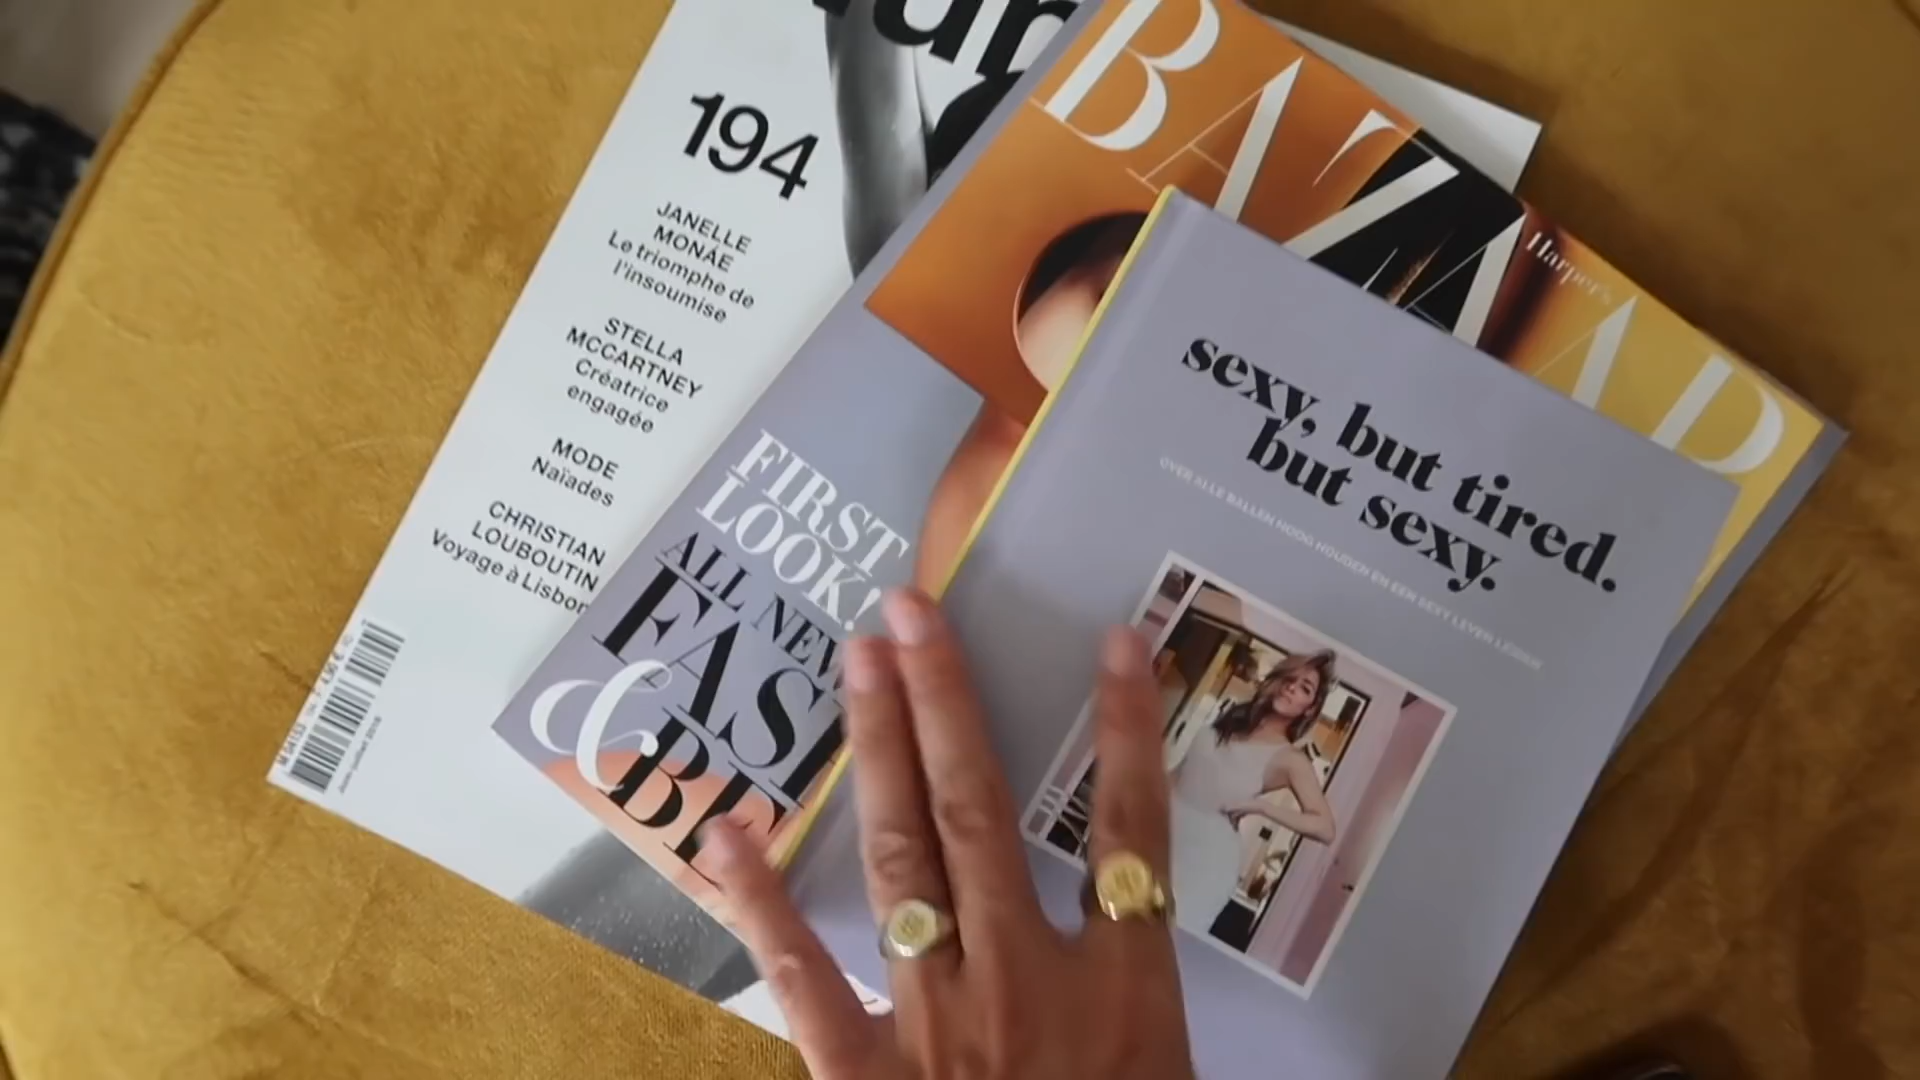 194
JANELLE
MONÁE
Le triomphe de
l'insoumise
STELLA
MCCARTNEY
Créatrice
engagée
MODE
Naïades
CHRISTIAN
LOUBOUTIN
Voyage à Lisbon
BAZAAR
Harper's
FIRST
LOOK!
ALL NEW
FASH
&
BE
sexy, but tired.
but sexy.
OVER ALLE BALLEN HOOG HOUDEN EN EEN SEXY LEVEN LEIDEN